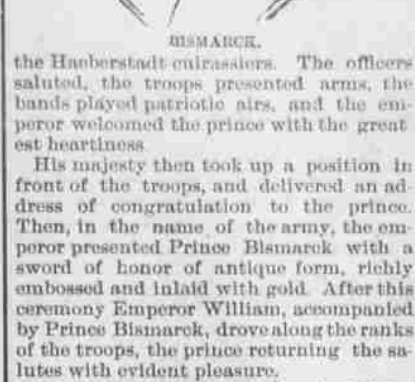 BISMARCK.
the Haeberstadt cuirassiers. The officers
saluted, the troops presented arms, the
bands played patriotic airs, and the em-
peror welcomed the prince with the great
est heartiness
His majesty then took up a position in
front of the troops, and delivered an ad
dress of congratulation to the prince.
Then, in the name of the army, the em-
peror presented Prince Bismarck with a
sword of honor of antique form, richly
embossed and inlaid with gold. After this
ceremony Emperor William, accompanied
by Prince Bismarck, drove along the ranks
of the troops, the prince returning the sa-
lutes with evident pleasure.